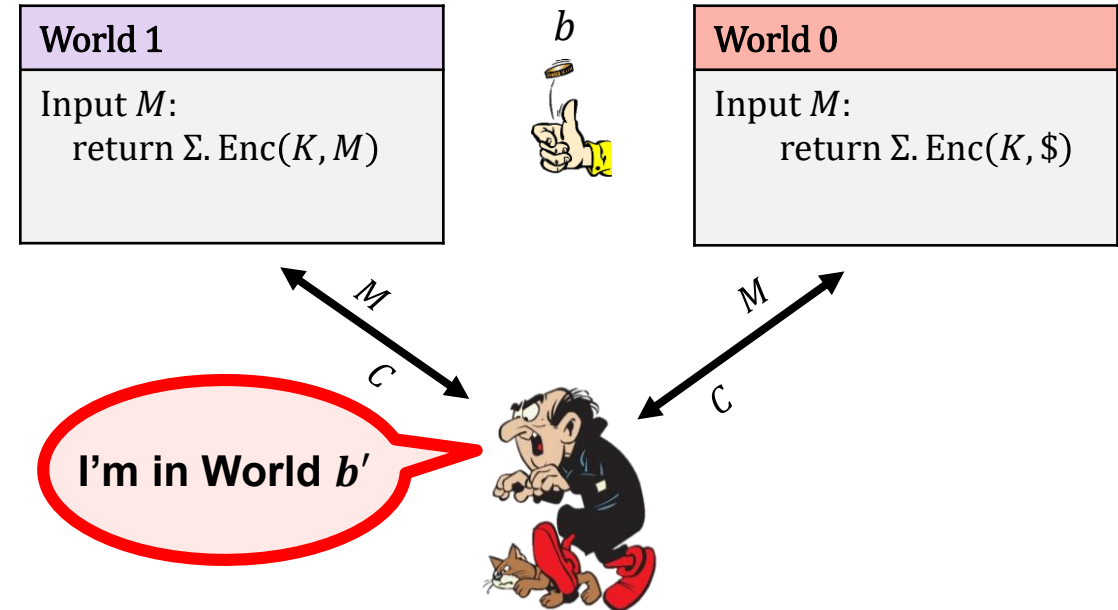 World 1
Input M:
return Σ. Enc(K, M)
b
World 0
Input M:
return Σ. Enc(K, $)
M
C
M
C
I’m in World b′